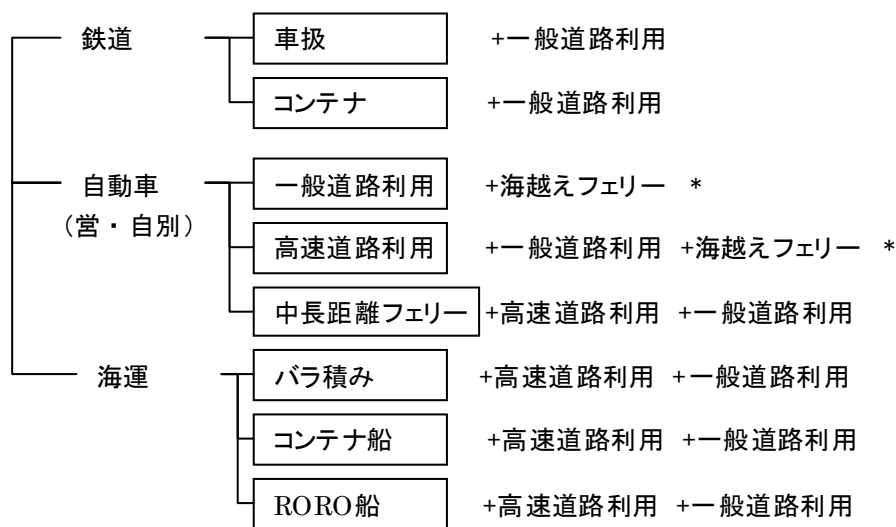 鉄道 車扱 +一般道路利用
コンテナ +一般道路利用
自動車 一般道路利用 +海越えフェリー *
(営・自別)
高速道路利用 +一般道路利用 +海越えフェリー *
中長距離フェリー +高速道路利用 +一般道路利用
海運 バラ積み +高速道路利用 +一般道路利用
コンテナ船 +高速道路利用 +一般道路利用
RORO船 +高速道路利用 +一般道路利用